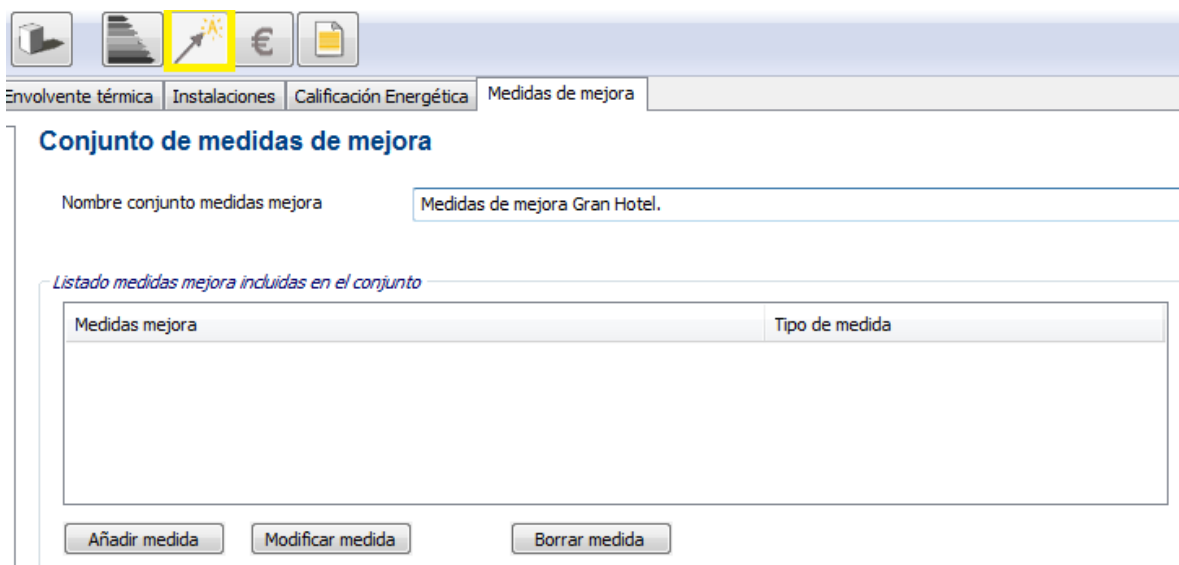 €
Envolvente térmica Instalaciones Calificación Energética Medidas de mejora
Conjunto de medidas de mejora
Nombre conjunto medidas mejora Medidas de mejora Gran Hotel.
Listado medidas mejora incluidas en el conjunto
Medidas mejora Tipo de medida
Añadir medida Modificar medida Borrar medida